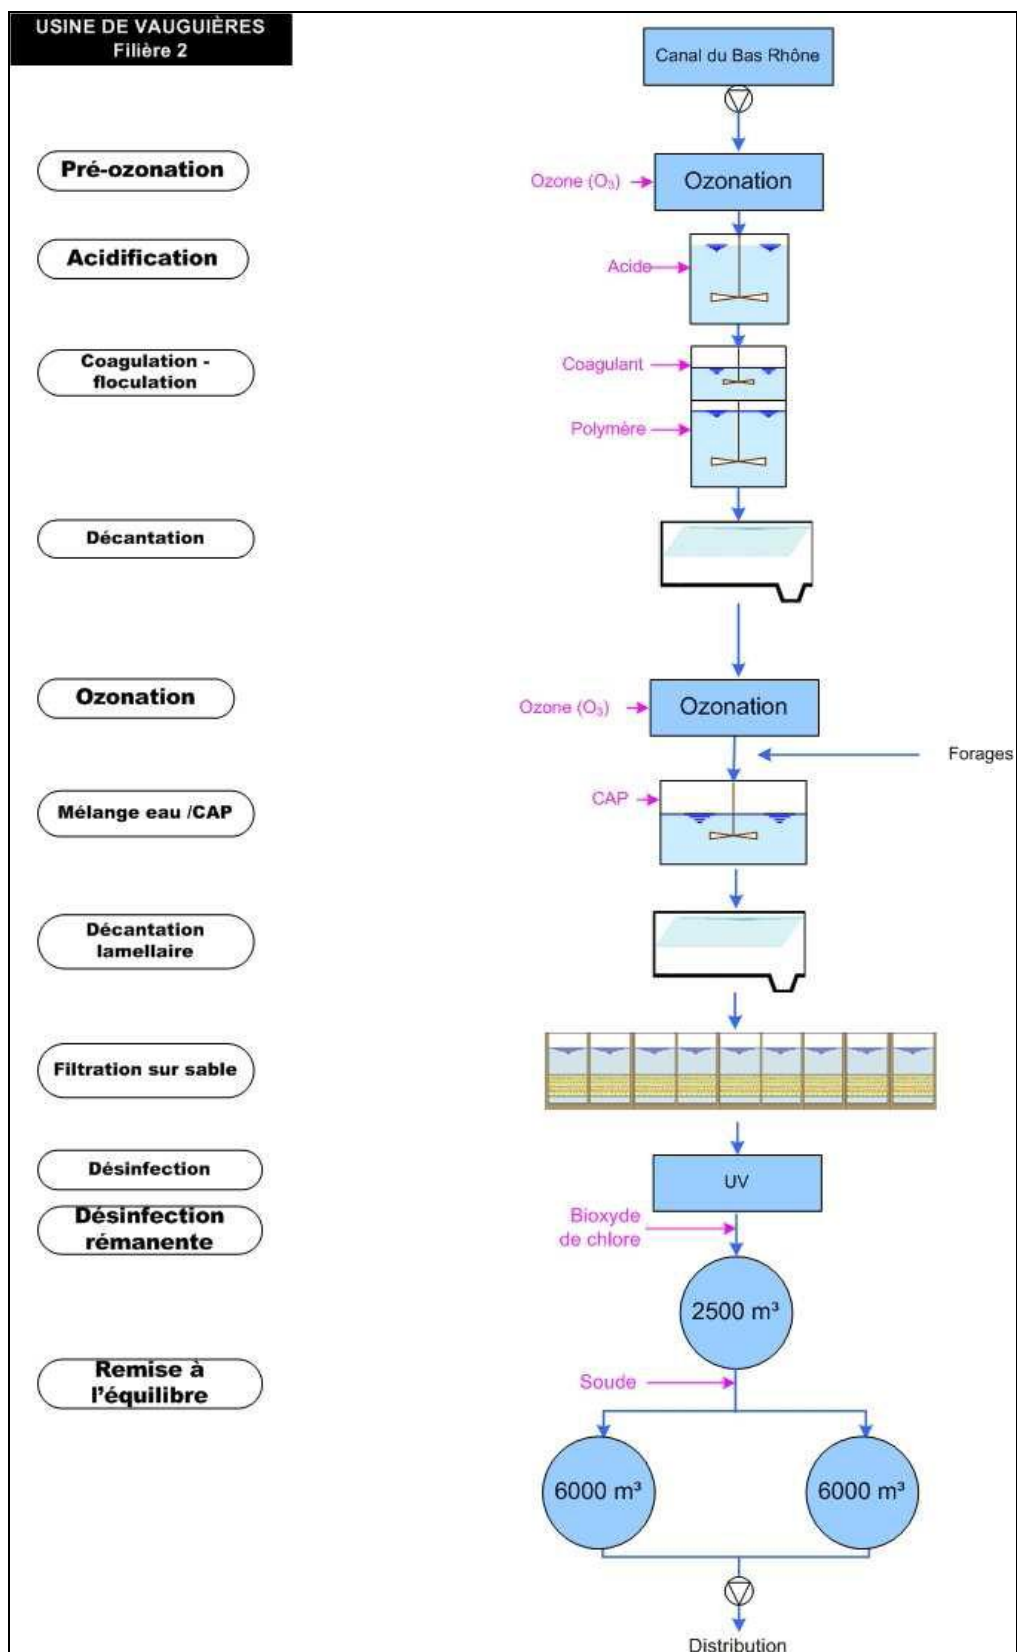 USINE DE VAUGUIÈRES
Filière 2
Canal du Bas Rhône
Pré-ozonation
Ozone (O₃)
Ozonation
Acidification
Acide
Coagulation -
floculation
Coagulant
Polymère
Décantation
Ozonation
Ozone (O₃)
Ozonation
Forages
Mélange eau /CAP
CAP
Décantation
lamellaire
Filtration sur sable
Désinfection
UV
Désinfection
rémanente
Bioxyde
de chlore
2500 m³
Remise à
l'équilibre
Soude
6000 m³
6000 m³
Distribution